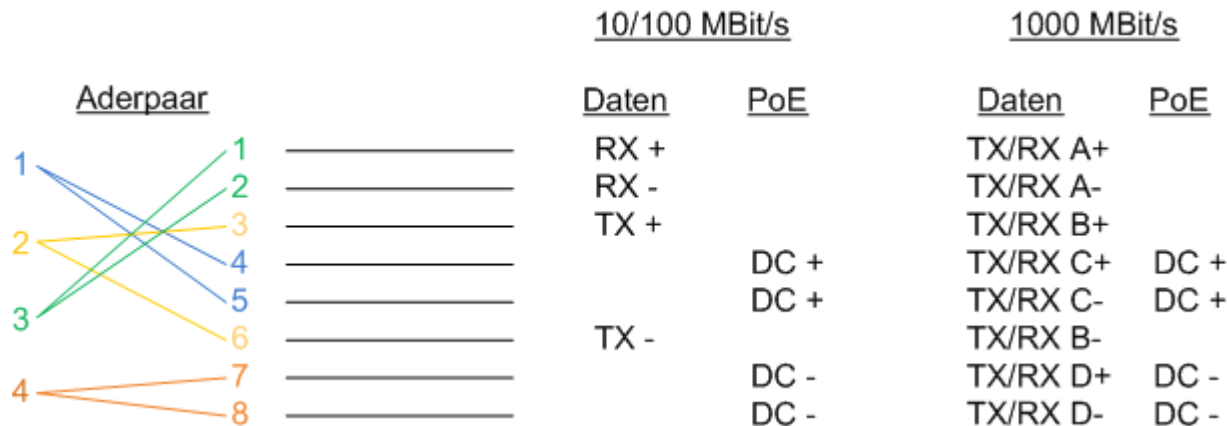 10/100 MBit/s 1000 MBit/s
Aderpaar Daten PoE Daten PoE
1 1 RX + TX/RX A+
2 RX - TX/RX A-
2 3 TX + TX/RX B+
4 DC + TX/RX C+ DC +
3 5 DC + TX/RX C- DC +
6 TX - TX/RX B-
4 7 DC - TX/RX D+ DC -
8 DC - TX/RX D- DC -